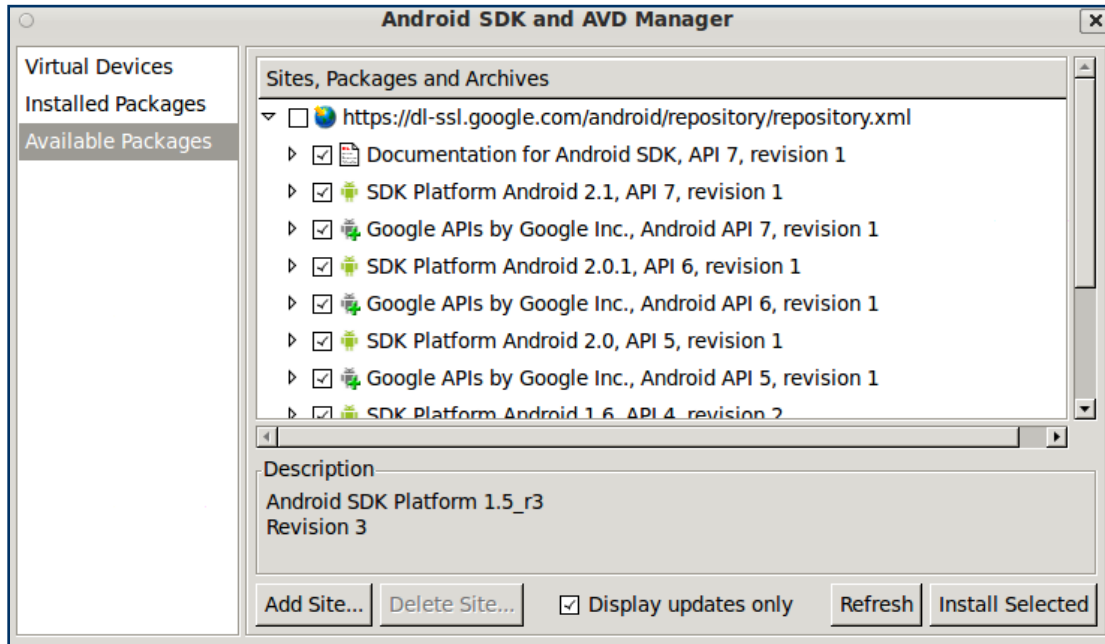 Android SDK and AVD Manager
Virtual Devices
Installed Packages
Available Packages
Sites, Packages and Archives
https://dl-ssl.google.com/android/repository/repository.xml
Documentation for Android SDK, API 7, revision 1
SDK Platform Android 2.1, API 7, revision 1
Google APIs by Google Inc., Android API 7, revision 1
SDK Platform Android 2.0.1, API 6, revision 1
Google APIs by Google Inc., Android API 6, revision 1
SDK Platform Android 2.0, API 5, revision 1
Google APIs by Google Inc., Android API 5, revision 1
SDK Platform Android 1.6, API 4, revision 2
Description
Android SDK Platform 1.5_r3
Revision 3
Add Site... Delete Site... Display updates only Refresh Install Selected